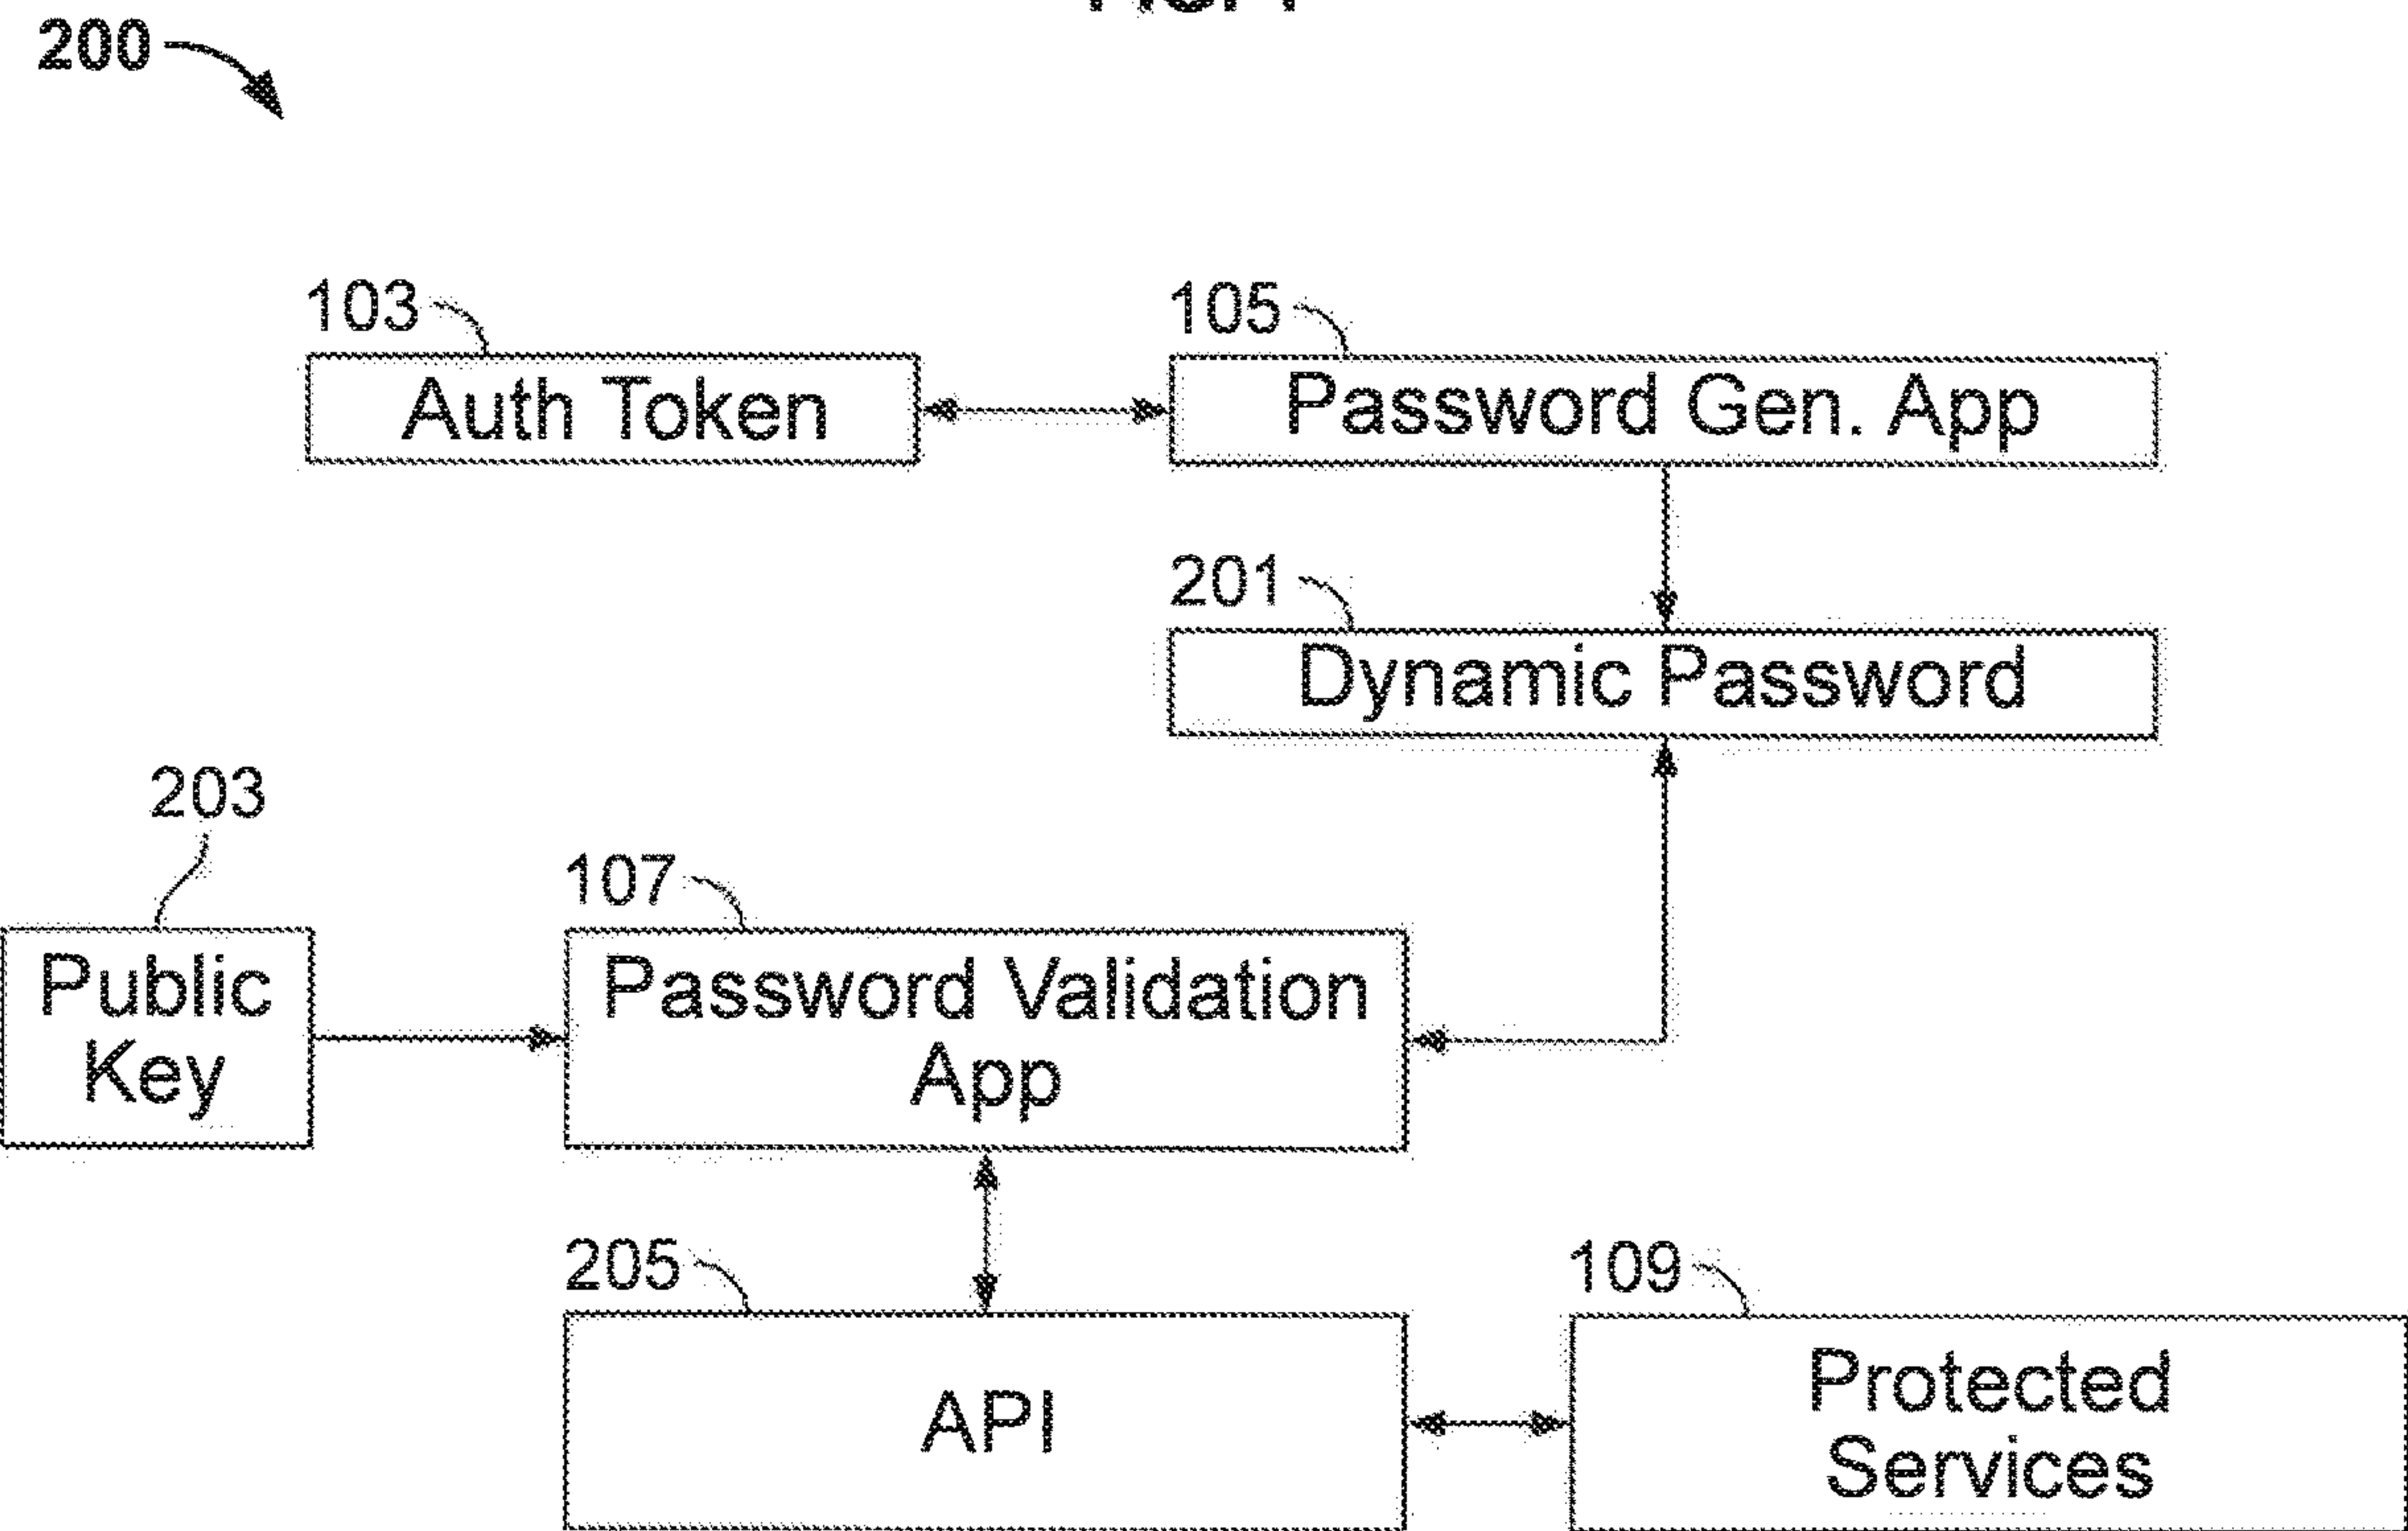 200
103
105
Auth Token
Password Gen. App
201
Dynamic Password
203
107
Public
Key
Password Validation
App
205
109
API
Protected
Services